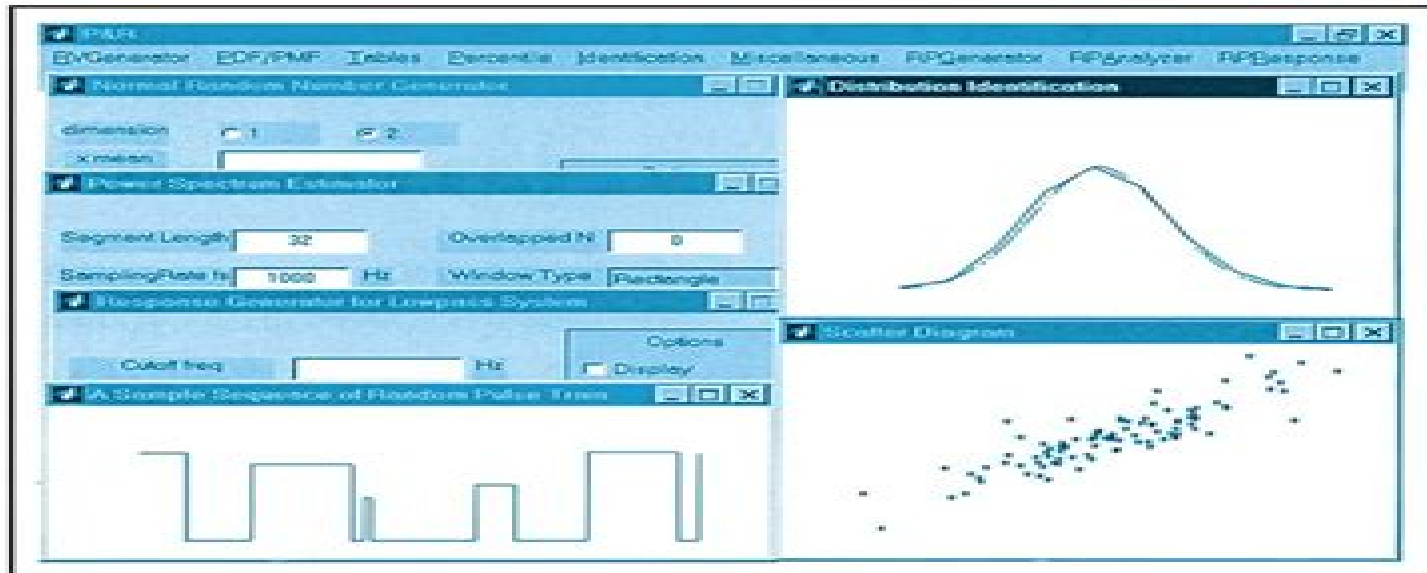 P&R
RVGenerator PDF/PMF Tables Percentile Identification Miscellaneous RPGenerator RPAnalyzer RPResponse
Normal Random Number Generator
dimension 1 2
x mean
Power Spectrum Estimator
Segment Length 32 Overlapped N 0
SamplingRate fs 1000 Hz Window Type Rectangle
Response Generator for Lowpass System
Options
Cutoff freq Hz Display
A Sample Sequence of Random Pulse Train
Distribution Identification
Scatter Diagram